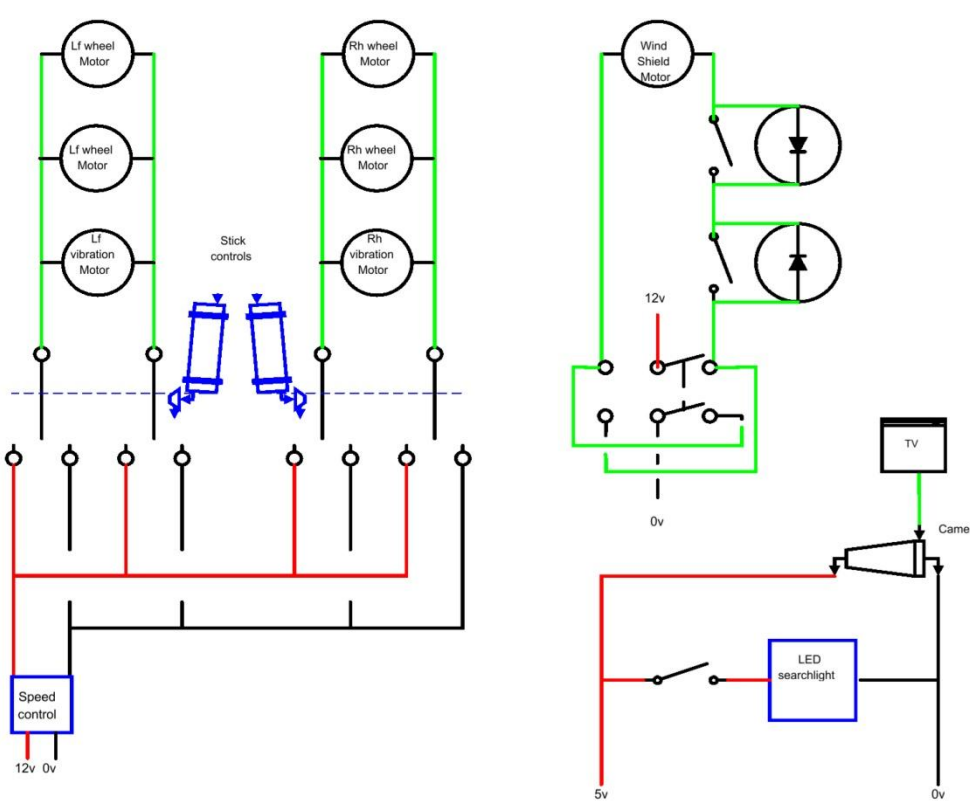 Lf wheel
Motor
Rh wheel
Motor
Wind
Shield
Motor
Lf wheel
Motor
Rh wheel
Motor
Lf
vibration
Motor
Stick
controls
Rh
vibration
Motor
12v
0v
TV
Came
LED
searchlight
Speed
control
12v 0v
5v
0v